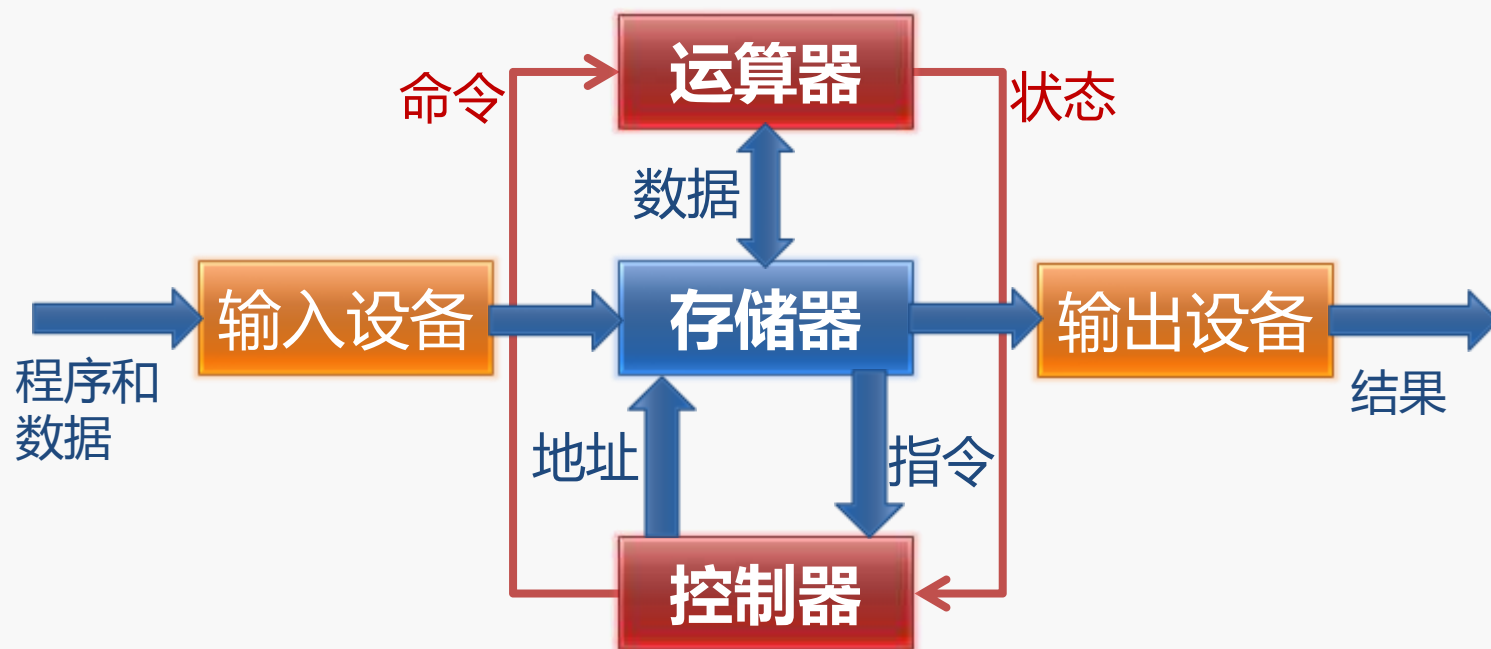 运算器
命令
状态
数据
输入设备
存储器
输出设备
程序和
数据
结果
地址
指令
控制器